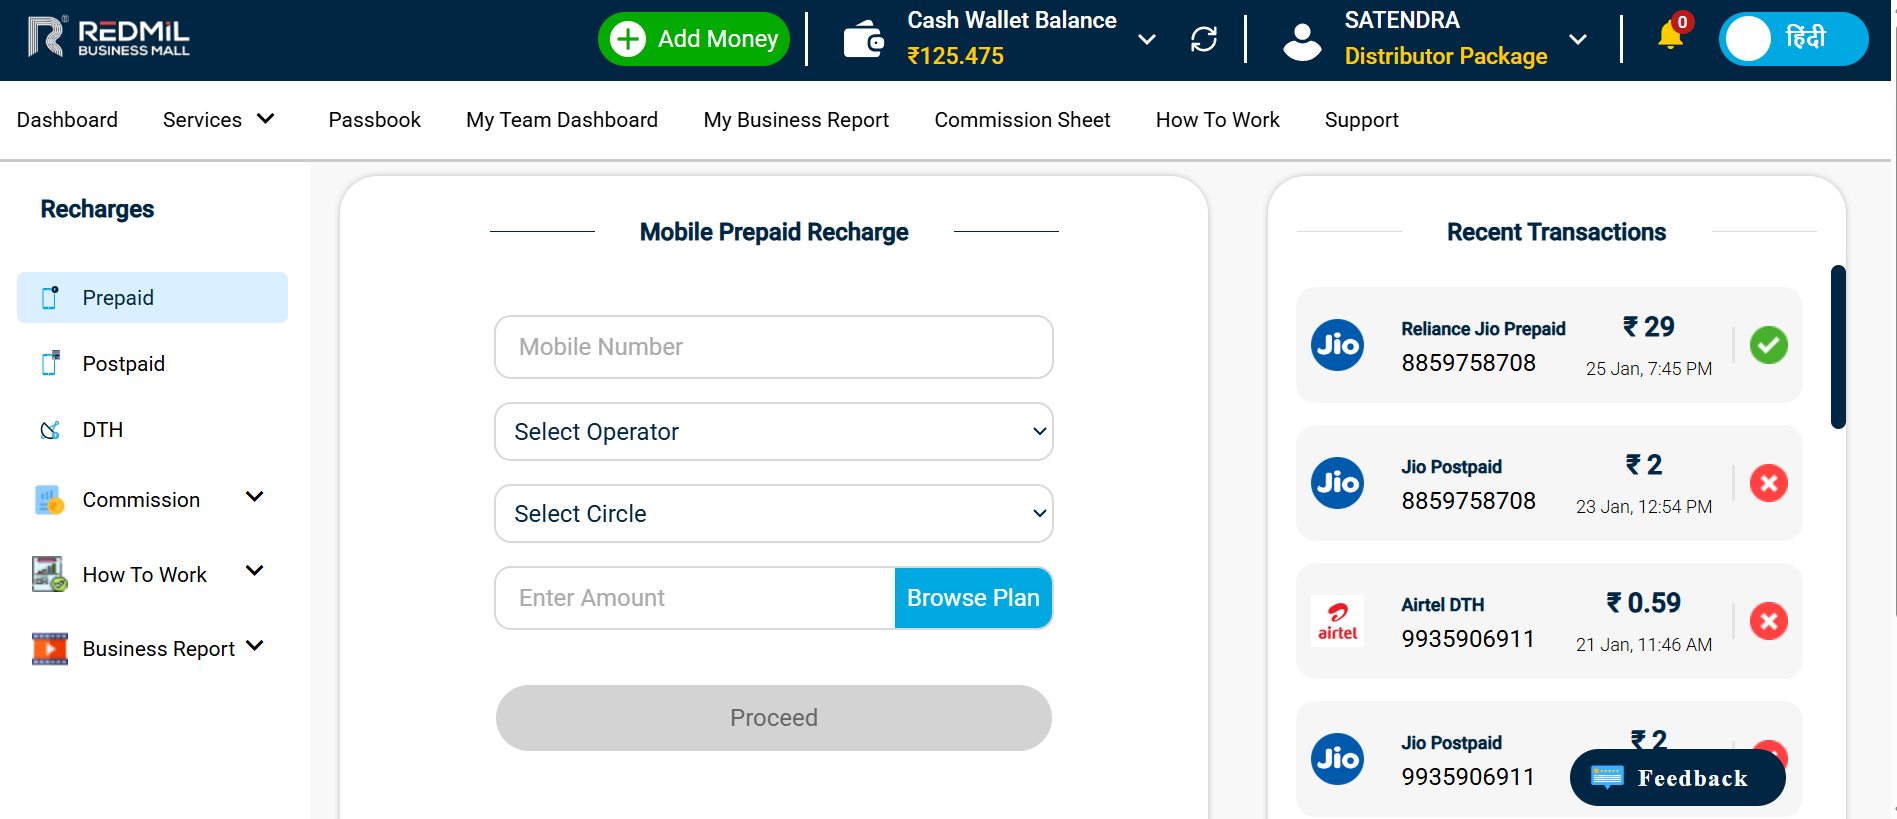 REDMIL
BUSINESS MALL
Add Money
Cash Wallet Balance
₹125.475
SATENDRA
Distributor Package
0
हिंदी
Dashboard
Services
Passbook
My Team Dashboard
My Business Report
Commission Sheet
How To Work
Support
Recharges
Prepaid
Postpaid
DTH
Commission
How To Work
Business Report
Mobile Prepaid Recharge
Mobile Number
Select Operator
Select Circle
Enter Amount
Browse Plan
Proceed
Recent Transactions
Jio
Reliance Jio Prepaid
₹ 29
8859758708
25 Jan, 7:45 PM
Jio
Jio Postpaid
₹ 2
8859758708
23 Jan, 12:54 PM
airtel
Airtel DTH
₹ 0.59
9935906911
21 Jan, 11:46 AM
Jio
Jio Postpaid
₹ 2
9935906911
Feedback